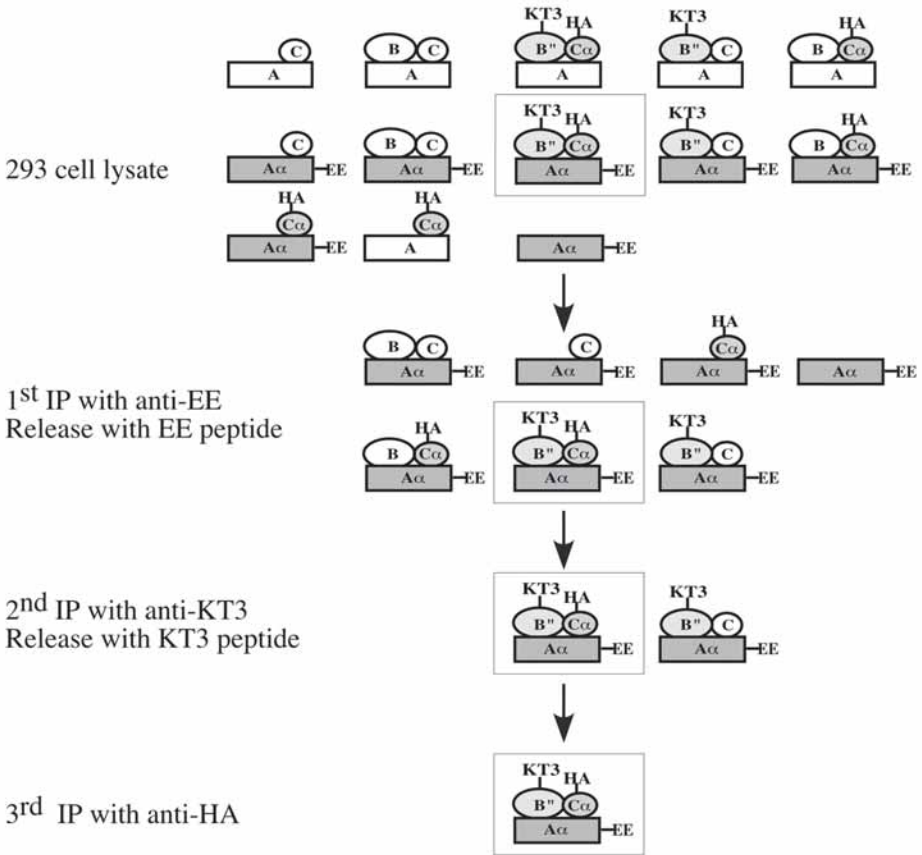 KT3 HA KT3 HA
C B C B" Cα B" C B Cα
A A A A A
KT3 HA KT3 HA
293 cell lysate
C B C B" Cα B" C B Cα
Aα EE Aα EE Aα EE Aα EE Aα EE
HA HA
Cα Cα
Aα EE A Aα EE
HA
B C C Cα
Aα EE Aα EE Aα EE Aα EE
1st IP with anti-EE
Release with EE peptide
HA KT3 HA KT3
B Cα B" Cα B" C
Aα EE Aα EE Aα EE
2nd IP with anti-KT3
Release with KT3 peptide
KT3 HA KT3
B" Cα B" C
Aα EE Aα EE
3rd IP with anti-HA
KT3 HA
B" Cα
Aα EE